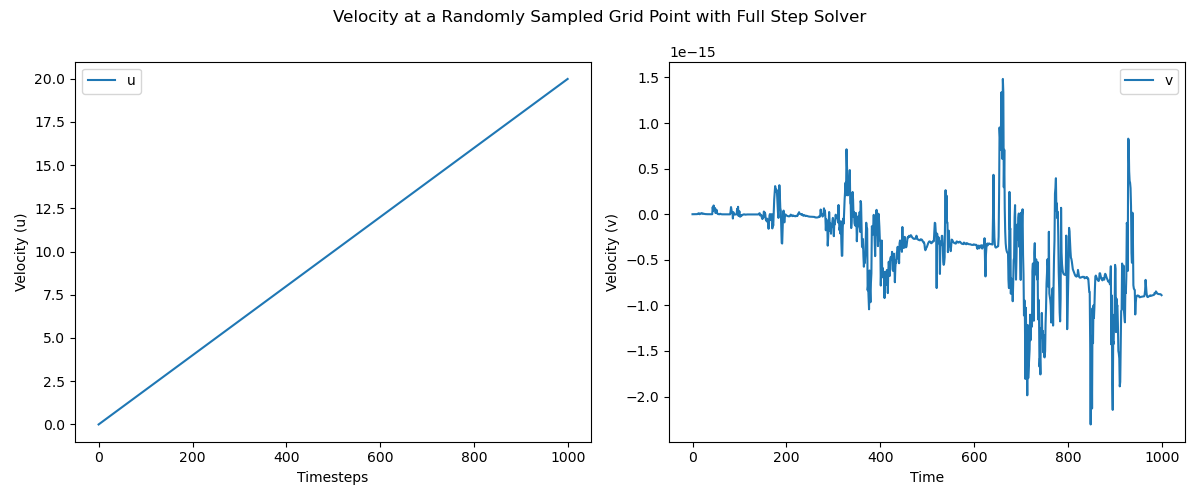 Velocity at a Randomly Sampled Grid Point with Full Step Solver
u
Velocity (u)
20.0
17.5
15.0
12.5
10.0
7.5
5.0
2.5
0.0
0 200 400 600 800 1000
Timesteps
1e−15
v
Velocity (v)
1.5
1.0
0.5
0.0
−0.5
−1.0
−1.5
−2.0
0 200 400 600 800 1000
Time